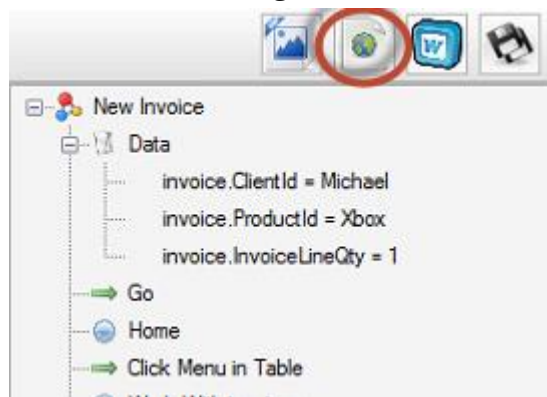 New Invoice
Data
invoice.ClientId = Michael
invoice.ProductId = Xbox
invoice.InvoiceLineQty = 1
Go
Home
Click Menu in Table